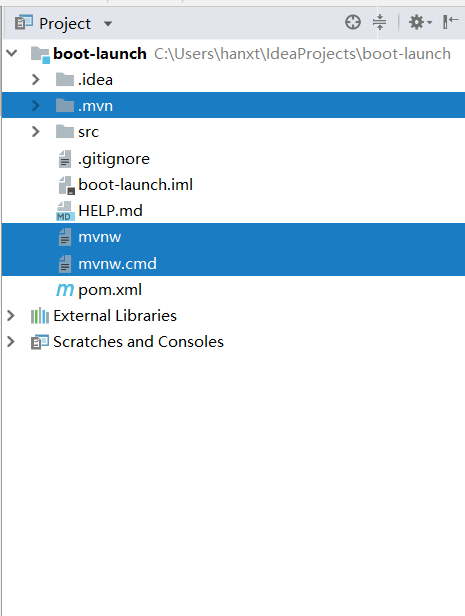 Project
boot-launch C:\Users\hanxt\IdeaProjects\boot-launch
.idea
.mvn
src
.gitignore
boot-launch.iml
MD HELP.md
mvnw
mvnw.cmd
m pom.xml
External Libraries
Scratches and Consoles